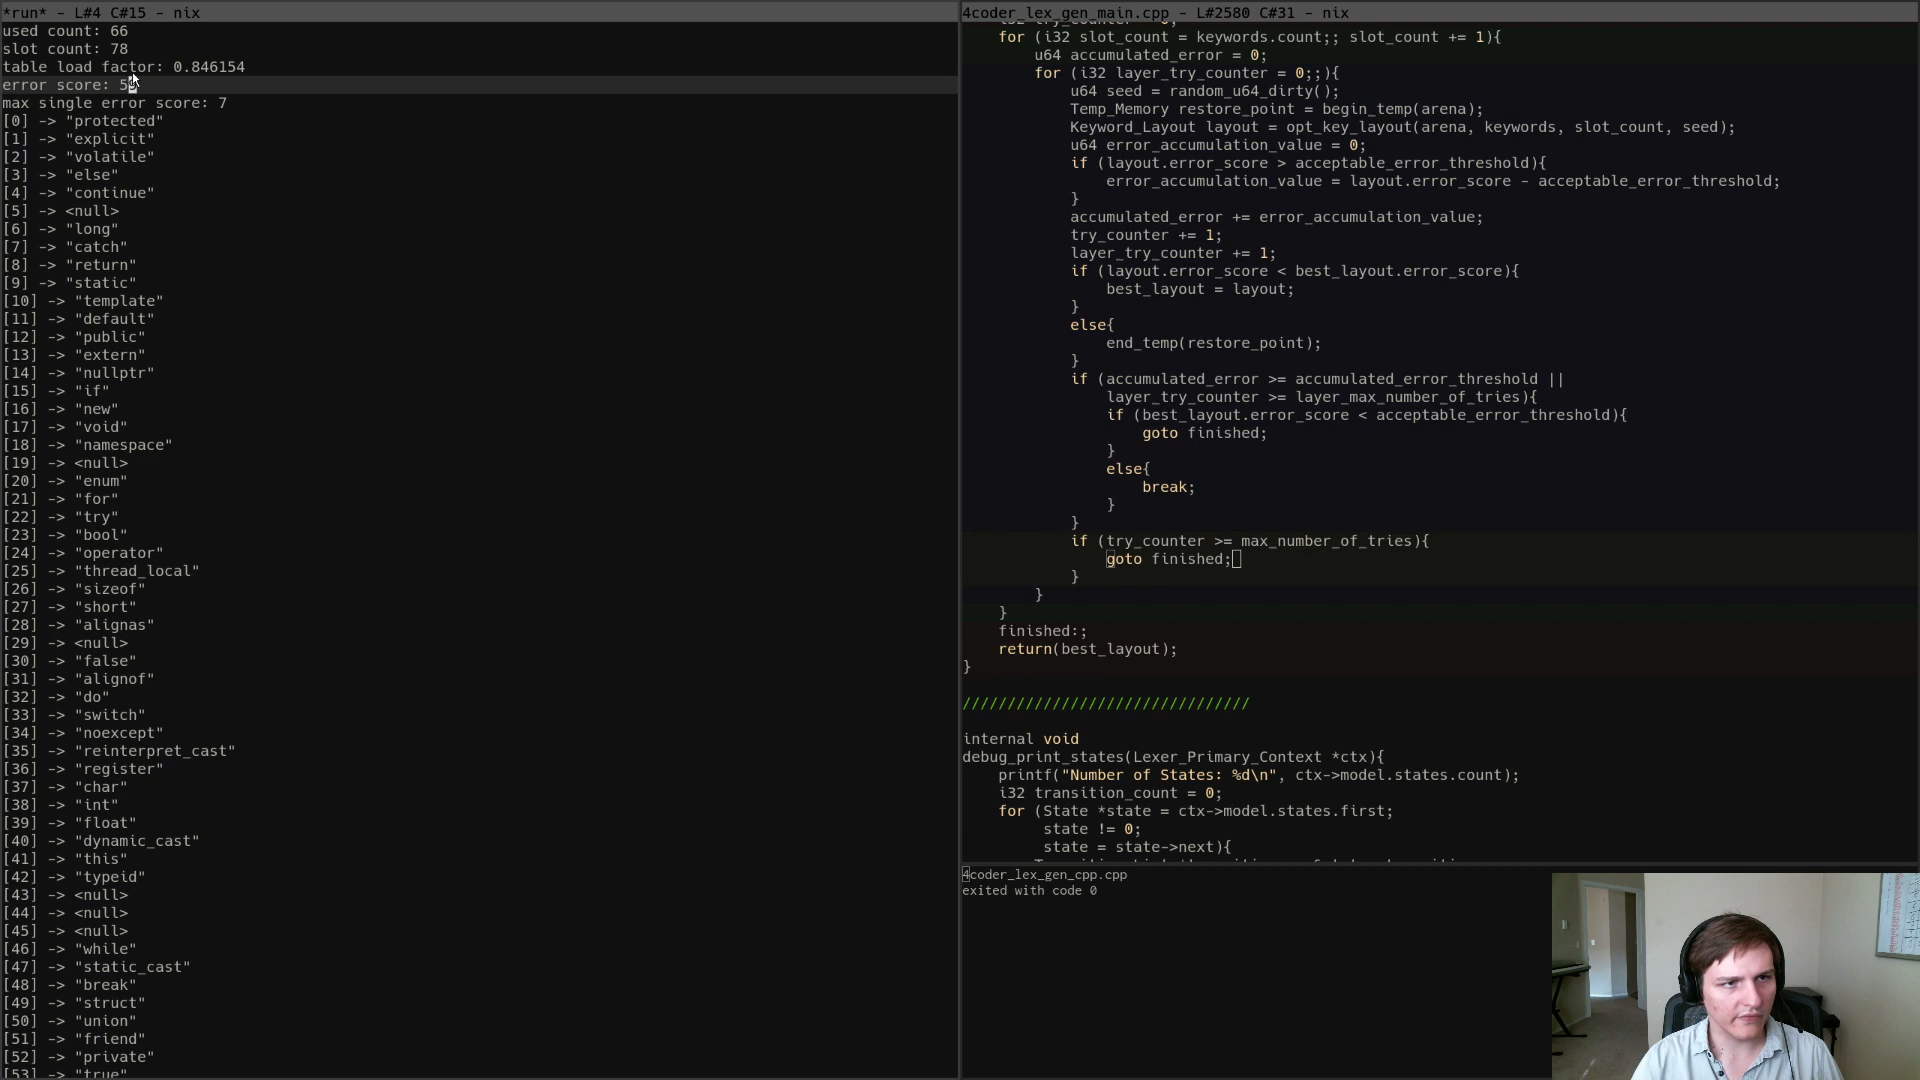 *run* - L#4 C#15 - nix
used count: 66
slot count: 78
table load factor: 0.846154
error score: 5
max single error score: 7
[0] -> "protected"
[1] -> "explicit"
[2] -> "volatile"
[3] -> "else"
[4] -> "continue"
[5] -> <null>
[6] -> "long"
[7] -> "catch"
[8] -> "return"
[9] -> "static"
[10] -> "template"
[11] -> "default"
[12] -> "public"
[13] -> "extern"
[14] -> "nullptr"
[15] -> "if"
[16] -> "new"
[17] -> "void"
[18] -> "namespace"
[19] -> <null>
[20] -> "enum"
[21] -> "for"
[22] -> "try"
[23] -> "bool"
[24] -> "operator"
[25] -> "thread_local"
[26] -> "sizeof"
[27] -> "short"
[28] -> "alignas"
[29] -> <null>
[30] -> "false"
[31] -> "alignof"
[32] -> "do"
[33] -> "switch"
[34] -> "noexcept"
[35] -> "reinterpret_cast"
[36] -> "register"
[37] -> "char"
[38] -> "int"
[39] -> "float"
[40] -> "dynamic_cast"
[41] -> "this"
[42] -> "typeid"
[43] -> <null>
[44] -> <null>
[45] -> <null>
[46] -> "while"
[47] -> "static_cast"
[48] -> "break"
[49] -> "struct"
[50] -> "union"
[51] -> "friend"
[52] -> "private"
[53] -> "true"
4coder_lex_gen_main.cpp - L#2580 C#31 - nix
for (i32 slot_count = keywords.count;; slot_count += 1){
u64 accumulated_error = 0;
for (i32 layer_try_counter = 0;;){
u64 seed = random_u64_dirty();
Temp_Memory restore_point = begin_temp(arena);
Keyword_Layout layout = opt_key_layout(arena, keywords, slot_count, seed);
u64 error_accumulation_value = 0;
if (layout.error_score > acceptable_error_threshold){
error_accumulation_value = layout.error_score - acceptable_error_threshold;
}
accumulated_error += error_accumulation_value;
try_counter += 1;
layer_try_counter += 1;
if (layout.error_score < best_layout.error_score){
best_layout = layout;
}
else{
end_temp(restore_point);
}
if (accumulated_error >= accumulated_error_threshold ||
layer_try_counter >= layer_max_number_of_tries){
if (best_layout.error_score < acceptable_error_threshold){
goto finished;
}
else{
break;
}
}
if (try_counter >= max_number_of_tries){
goto finished;
}
}
}
finished:;
return(best_layout);
}
////////////////////////////////
internal void
debug_print_states(Lexer_Primary_Context *ctx){
printf("Number of States: %d\n", ctx->model.states.count);
i32 transition_count = 0;
for (State *state = ctx->model.states.first;
state != 0;
state = state->next){
4coder_lex_gen_cpp.cpp
exited with code 0